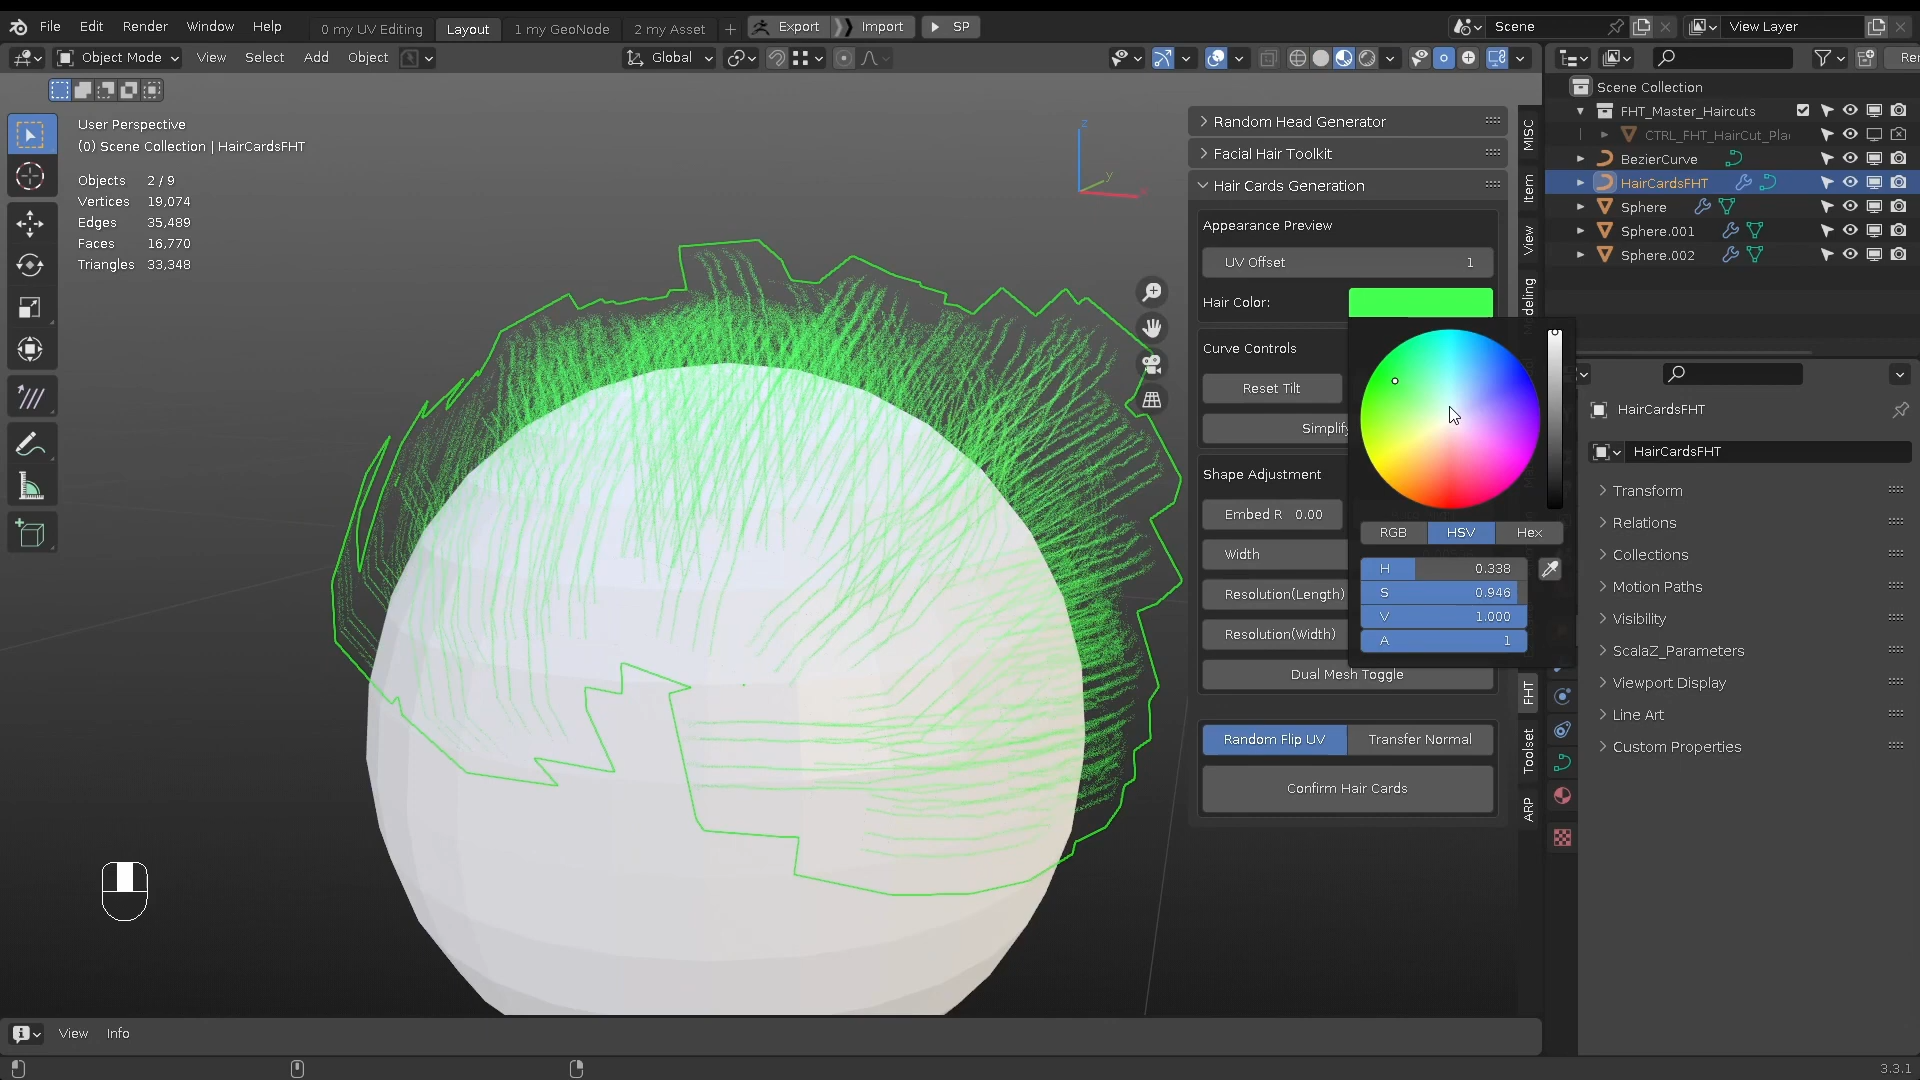 File Edit Render Window Help 0 my UV Editing Layout 1 my GeoNode 2 my Asset Export Import SP Scene View Layer
Object Mode View Select Add Object Global
User Perspective
(0) Scene Collection | HairCardsFHT
Objects 2 / 9
Vertices 19,074
Edges 35,489
Faces 16,770
Triangles 33,348
z
y
x
Random Head Generator
Facial Hair Toolkit
Hair Cards Generation
Appearance Preview
UV Offset 1
Hair Color:
Curve Controls
Reset Tilt
Simplify
Shape Adjustment
Embed R 0.00
Width
Resolution(Length)
Resolution(Width)
Dual Mesh Toggle
Random Flip UV Transfer Normal
Confirm Hair Cards
RGB HSV Hex
H 0.338
S 0.946
V 1.000
A 1
MISC
Item
View
deling
FHT
Toolset
ARP
Scene Collection
FHT_Master_Haircuts
CTRL_FHT_HairCut_Pla
BezierCurve
HairCardsFHT
Sphere
Sphere.001
Sphere.002
HairCardsFHT
HairCardsFHT
Transform
Relations
Collections
Motion Paths
Visibility
ScalaZ_Parameters
Viewport Display
Line Art
Custom Properties
View Info
3.3.1